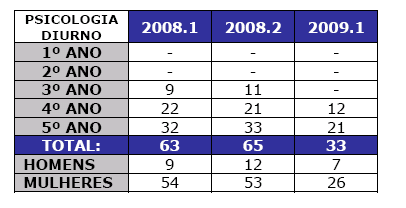 PSICOLOGIA DIURNO 2008.1 2008.2 2009.1
1º ANO - - -
2º ANO - - -
3º ANO 9 11 -
4º ANO 22 21 12
5º ANO 32 33 21
TOTAL: 63 65 33
HOMENS 9 12 7
MULHERES 54 53 26